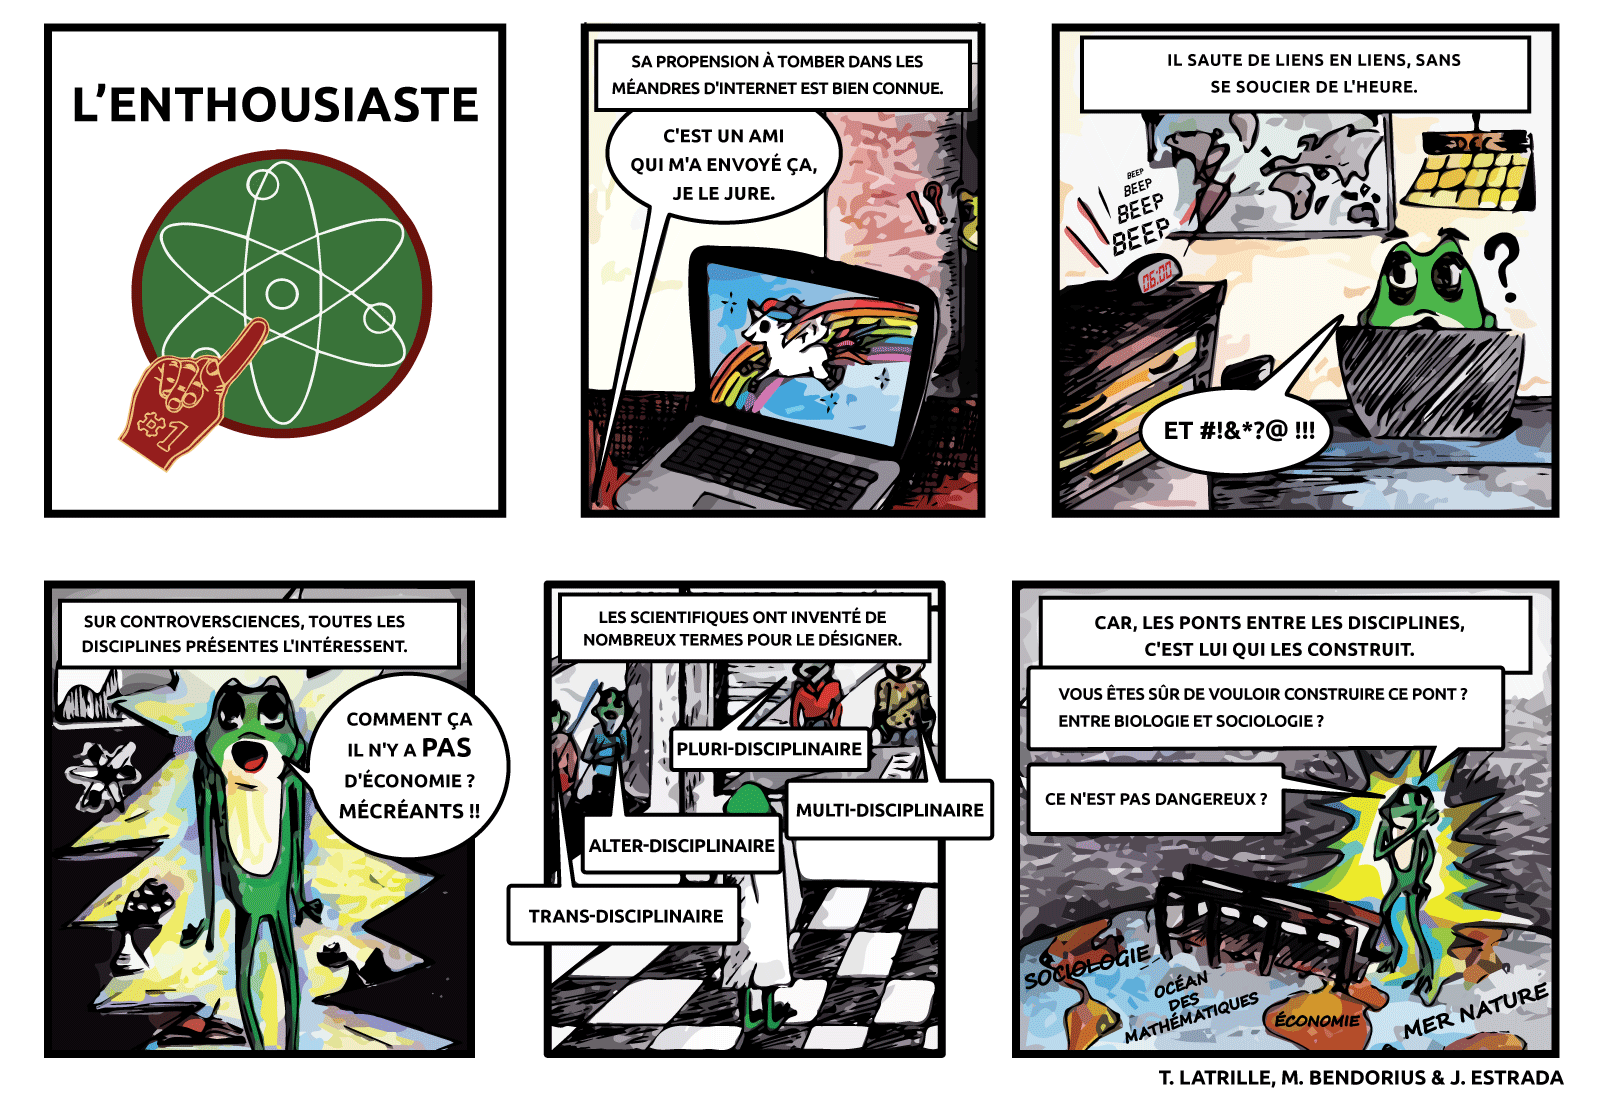 L'ENTHOUSIASTE
#1
SA PROPENSION À TOMBER DANS LES
MÉANDRES D'INTERNET EST BIEN CONNUE.
C'EST UN AMI
QUI M'A ENVOYÉ ÇA,
JE LE JURE.
!?
IL SAUTE DE LIENS EN LIENS, SANS
SE SOUCIER DE L'HEURE.
DEC
BEEP
BEEP
BEEP
BEEP
06:00
?
ET #!&*?@ !!!
SUR CONTROVERSCIENCES, TOUTES LES
DISCIPLINES PRÉSENTES L'INTÉRESSENT.
COMMENT ÇA
IL N'Y A PAS
D'ÉCONOMIE ?
MÉCRÉANTS !!
LES SCIENTIFIQUES ONT INVENTÉ DE
NOMBREUX TERMES POUR LE DÉSIGNER.
PLURI-DISCIPLINAIRE
MULTI-DISCIPLINAIRE
ALTER-DISCIPLINAIRE
TRANS-DISCIPLINAIRE
CAR, LES PONTS ENTRE LES DISCIPLINES,
C'EST LUI QUI LES CONSTRUIT.
VOUS ÊTES SÛR DE VOULOIR CONSTRUIRE CE PONT ?
ENTRE BIOLOGIE ET SOCIOLOGIE ?
CE N'EST PAS DANGEREUX ?
SOCIOLOGIE
OCÉAN
DES
MATHÉMATIQUES
ÉCONOMIE
MER NATURE
T. LATRILLE, M. BENDORIUS & J. ESTRADA